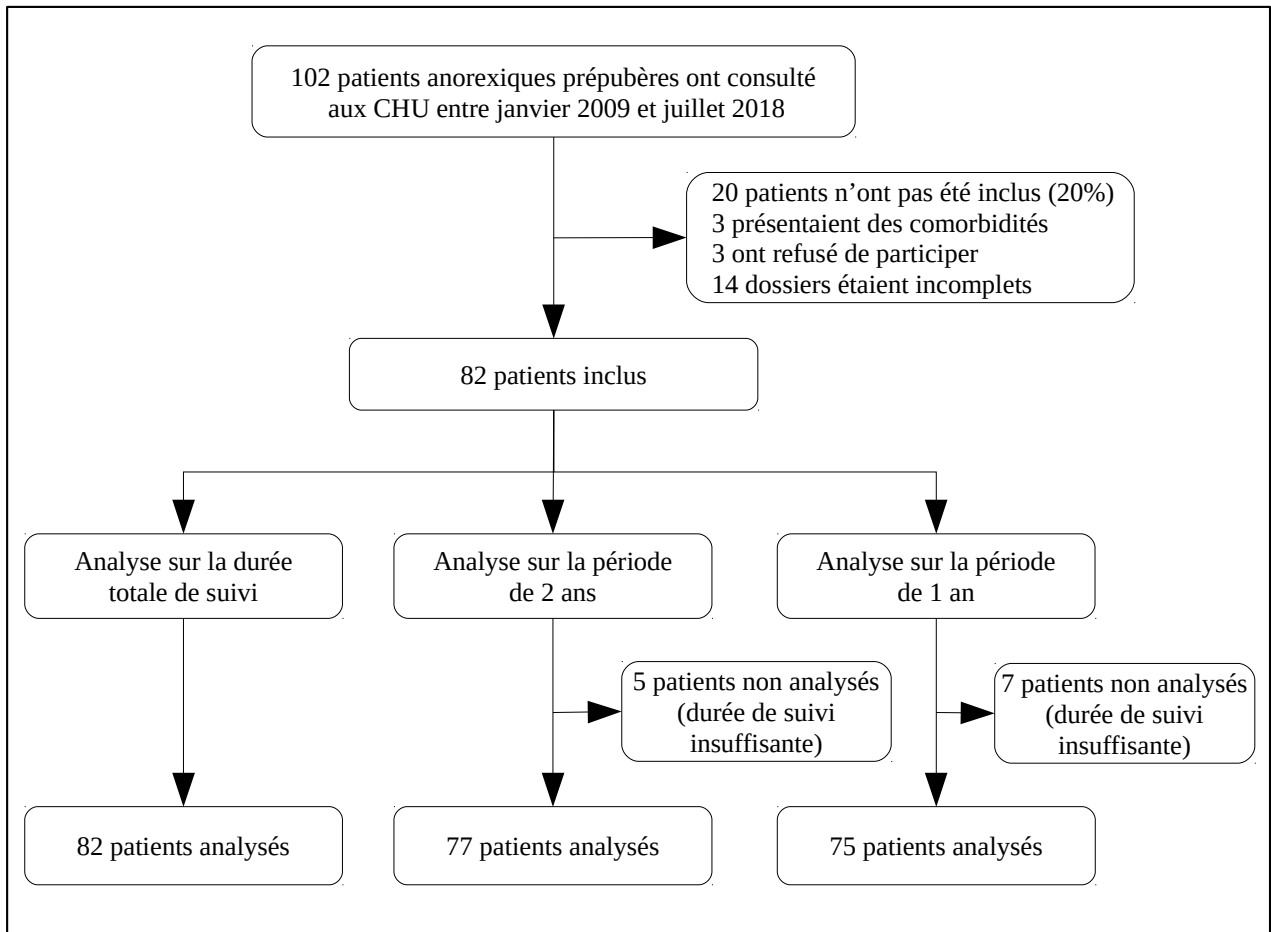 102 patients anorexiques prépubères ont consulté
aux CHU entre janvier 2009 et juillet 2018
20 patients n’ont pas été inclus (20%)
3 présentaient des comorbidités
3 ont refusé de participer
14 dossiers étaient incomplets
82 patients inclus
Analyse sur la durée
totale de suivi
Analyse sur la période
de 2 ans
Analyse sur la période
de 1 an
5 patients non analysés
(durée de suivi
insuffisante)
7 patients non analysés
(durée de suivi
insuffisante)
82 patients analysés
77 patients analysés
75 patients analysés